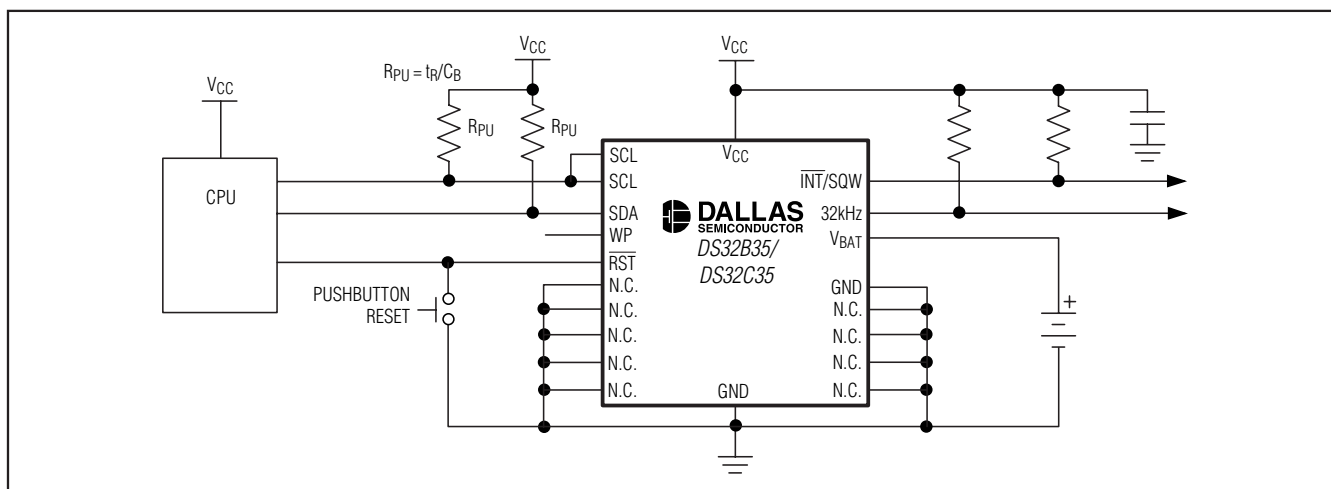 VCC
RPU = tR/CB
VCC
VCC
RPU
RPU
CPU
PUSHBUTTON
RESET
SCL
SCL
SDA
WP
RST
N.C.
N.C.
N.C.
N.C.
N.C.
VCC
DALLAS
SEMICONDUCTOR
DS32B35/
DS32C35
GND
INT/SQW
32kHz
VBAT
GND
N.C.
N.C.
N.C.
N.C.
+